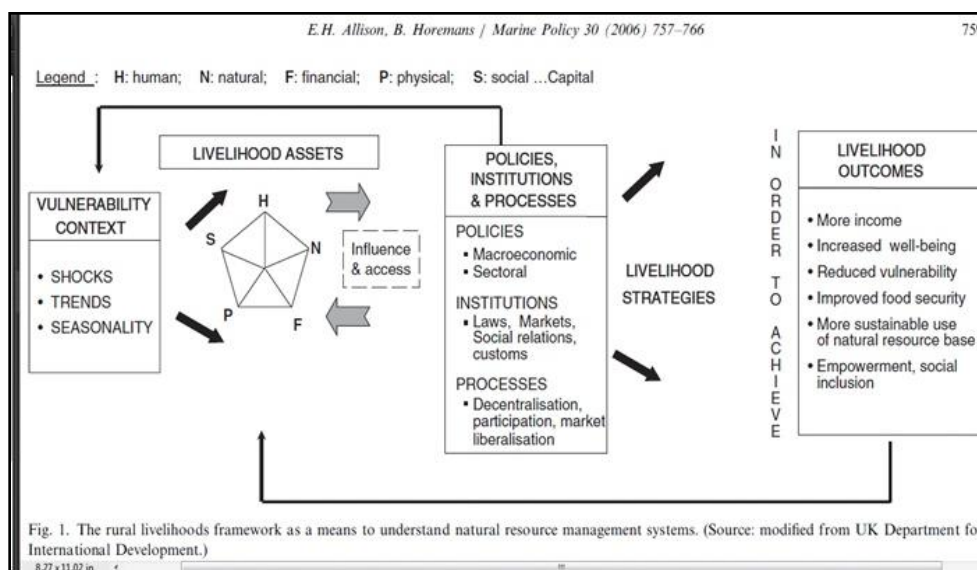 E.H. Allison, B. Horemans / Marine Policy 30 (2006) 757–766
75
Legend : H: human; N: natural; F: financial; P: physical; S: social ...Capital
LIVELIHOOD ASSETS
VULNERABILITY
CONTEXT
• SHOCKS
• TRENDS
• SEASONALITY
H
S
N
P
F
Influence
& access
POLICIES,
INSTITUTIONS
& PROCESSES
POLICIES
▪ Macroeconomic
▪ Sectoral
INSTITUTIONS
▪ Laws, Markets,
Social relations,
customs
PROCESSES
▪ Decentralisation,
participation, market
liberalisation
LIVELIHOOD
STRATEGIES
IN ORDER TO ACHIEVE
LIVELIHOOD
OUTCOMES
• More income
• Increased well-being
• Reduced vulnerability
• Improved food security
• More sustainable use
of natural resource base
• Empowerment, social
inclusion
Fig. 1. The rural livelihoods framework as a means to understand natural resource management systems. (Source: modified from UK Department fo
International Development.)
8.27 x 11.02 in